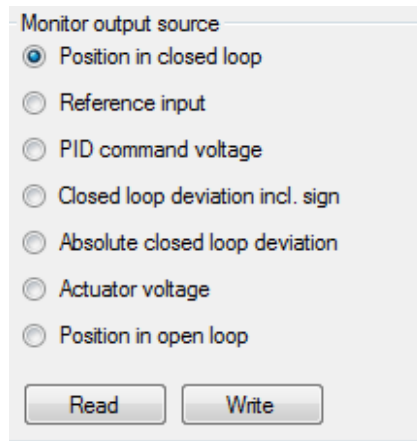 Monitor output source
Position in closed loop
Reference input
PID command voltage
Closed loop deviation incl. sign
Absolute closed loop deviation
Actuator voltage
Position in open loop
Read Write